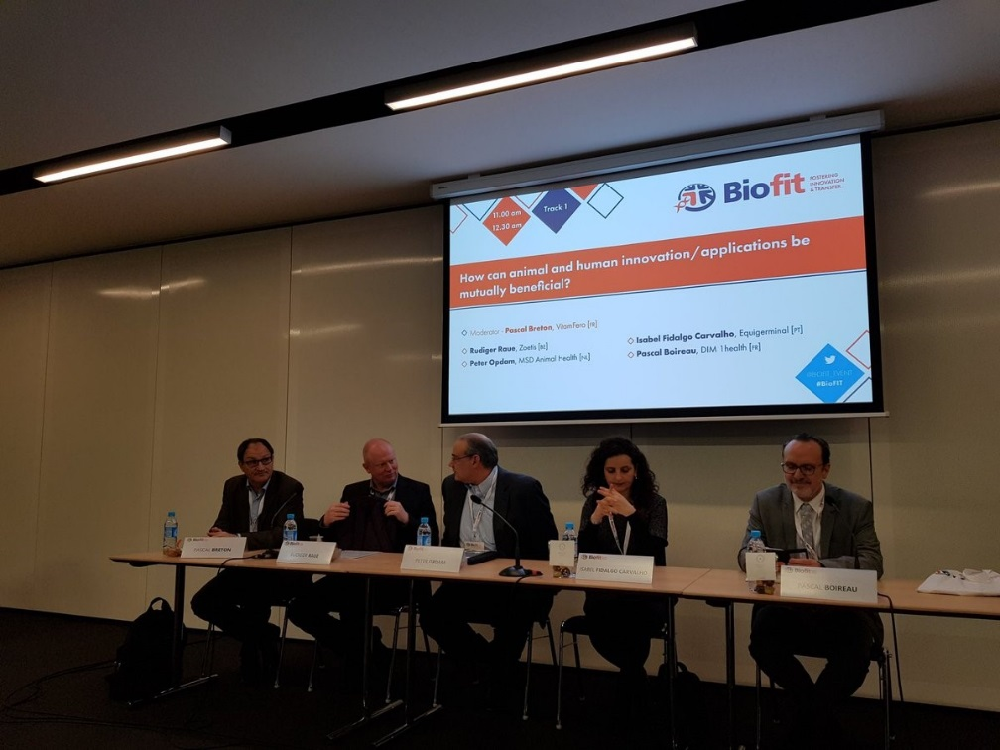 11.00 am
12.30 am
Track 1
Biofit
FOSTERING
INNOVATION
& TRANSFER
How can animal and human innovation/applications be
mutually beneficial?
Moderator - Pascal Breton, VitamFero [FR]
Rudiger Raue, Zoetis [BE]
Peter Opdam, MSD Animal Health [NL]
Isabel Fidalgo Carvalho, Equigerminal [PT]
Pascal Boireau, DIM 1health [FR]
#BioFIT
PASCAL BRETON
RUDIGER RAUE
PETER OPDAM
ISABEL FIDALGO CARVALHO
PASCAL BOIREAU